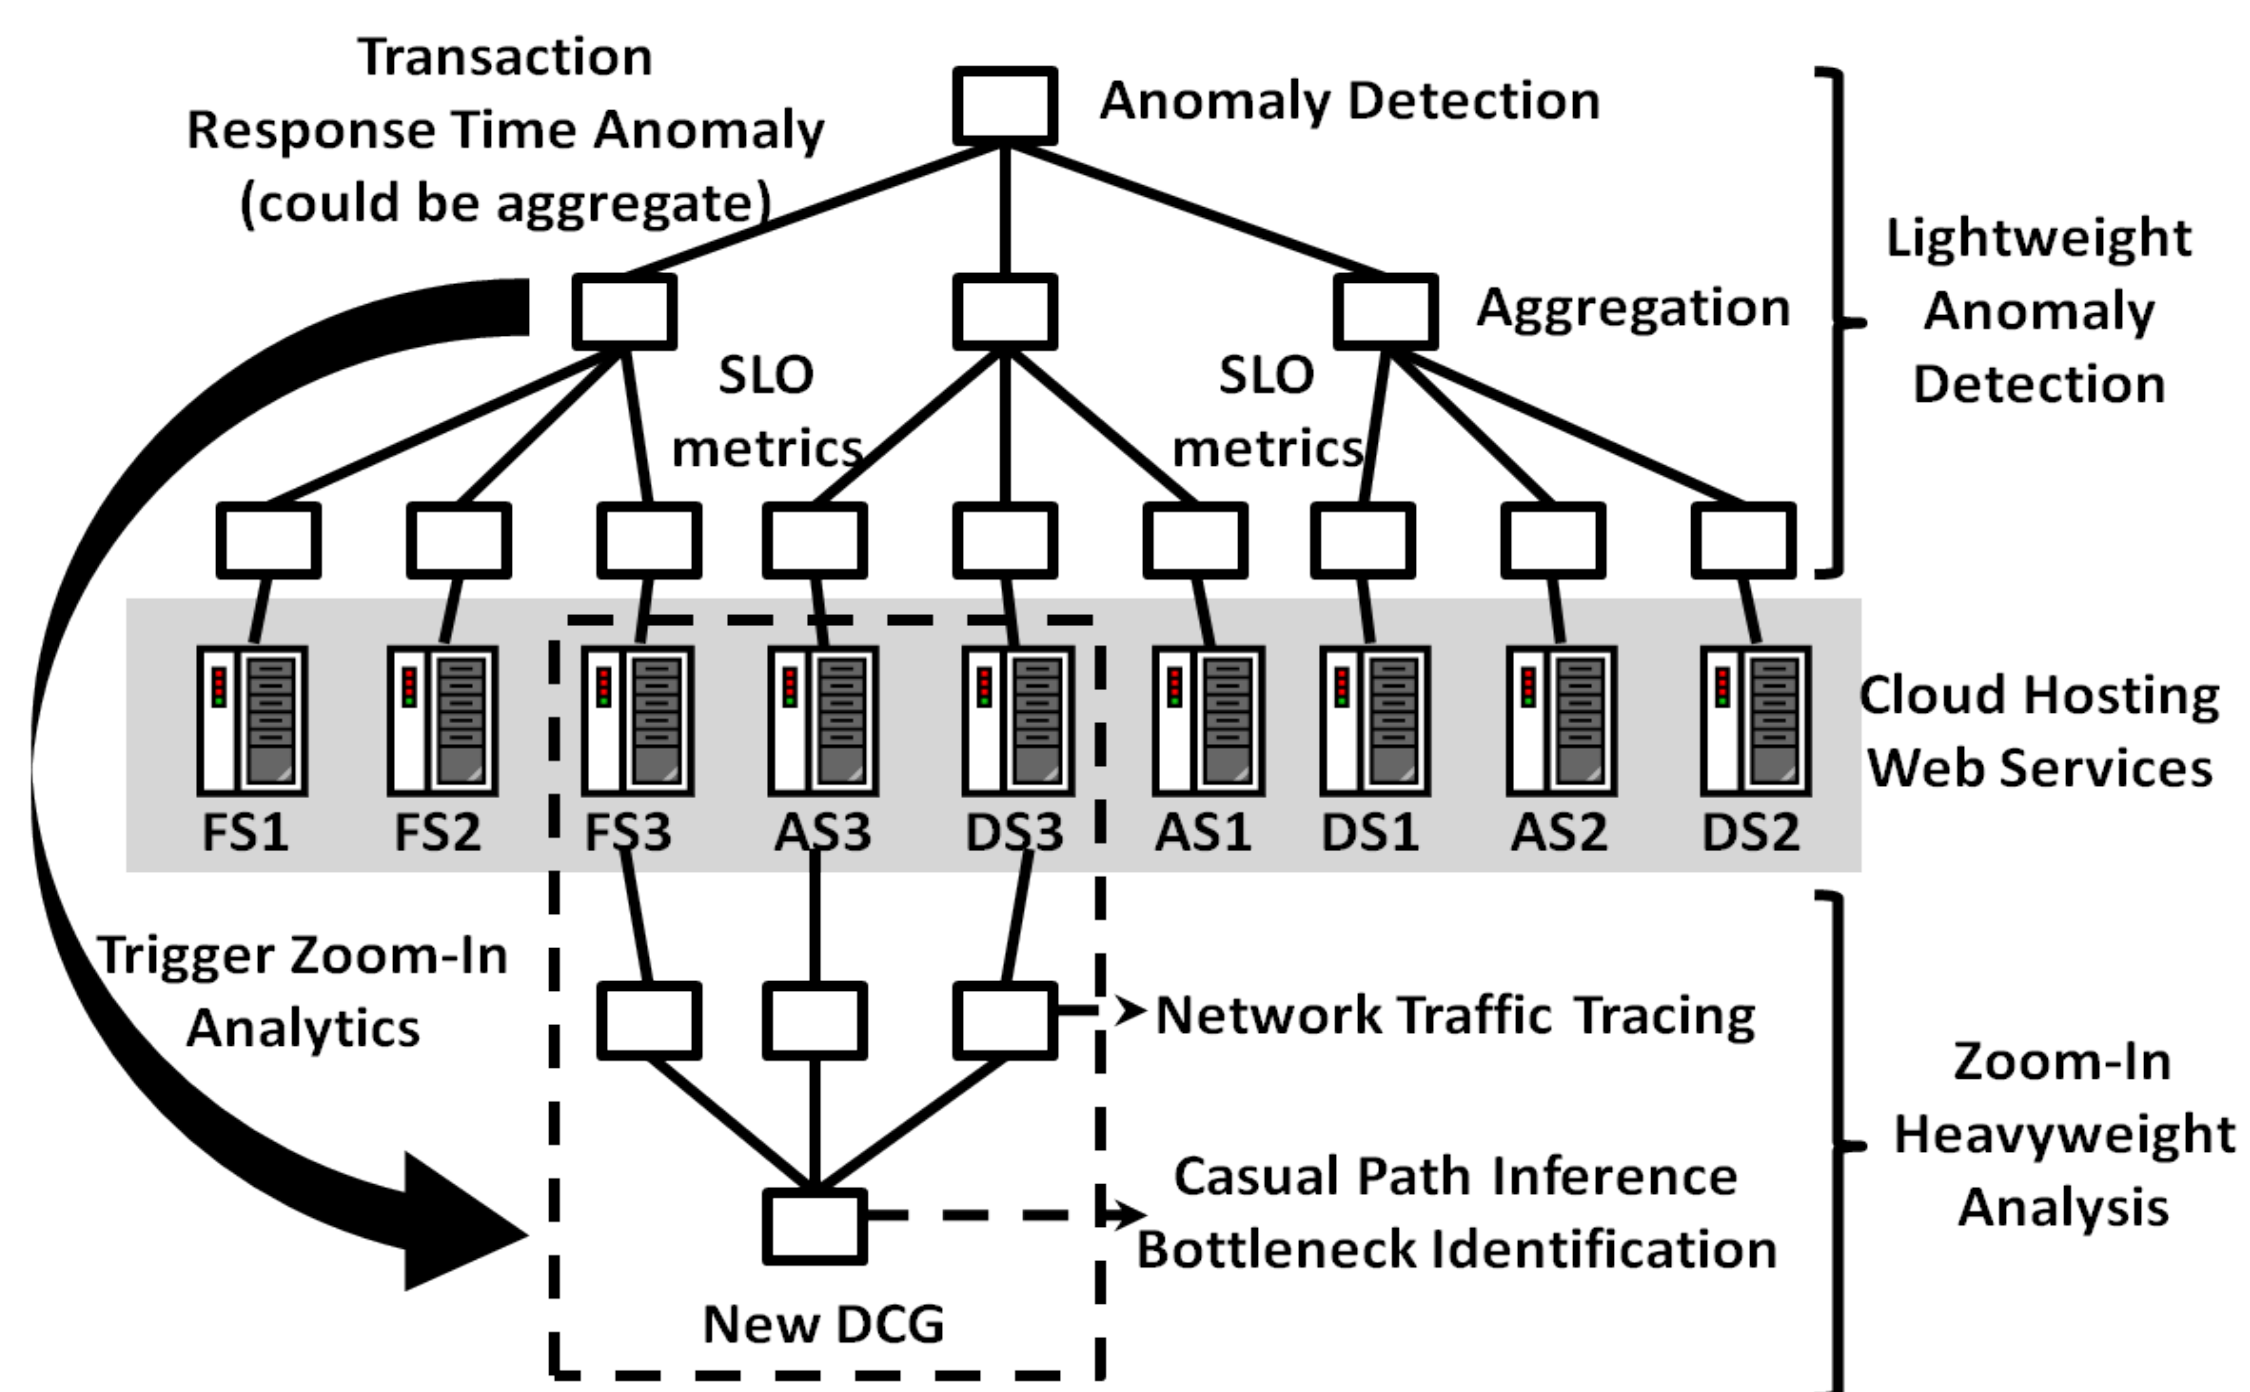 Transaction
Response Time Anomaly
(could be aggregate)
Anomaly Detection
Lightweight
Anomaly
Detection
Aggregation
SLO
metrics
SLO
metrics
Cloud Hosting
Web Services
FS1 FS2 FS3 AS3 DS3 AS1 DS1 AS2 DS2
Trigger Zoom-In
Analytics
Network Traffic Tracing
Casual Path Inference
Bottleneck Identification
Zoom-In
Heavyweight
Analysis
New DCG